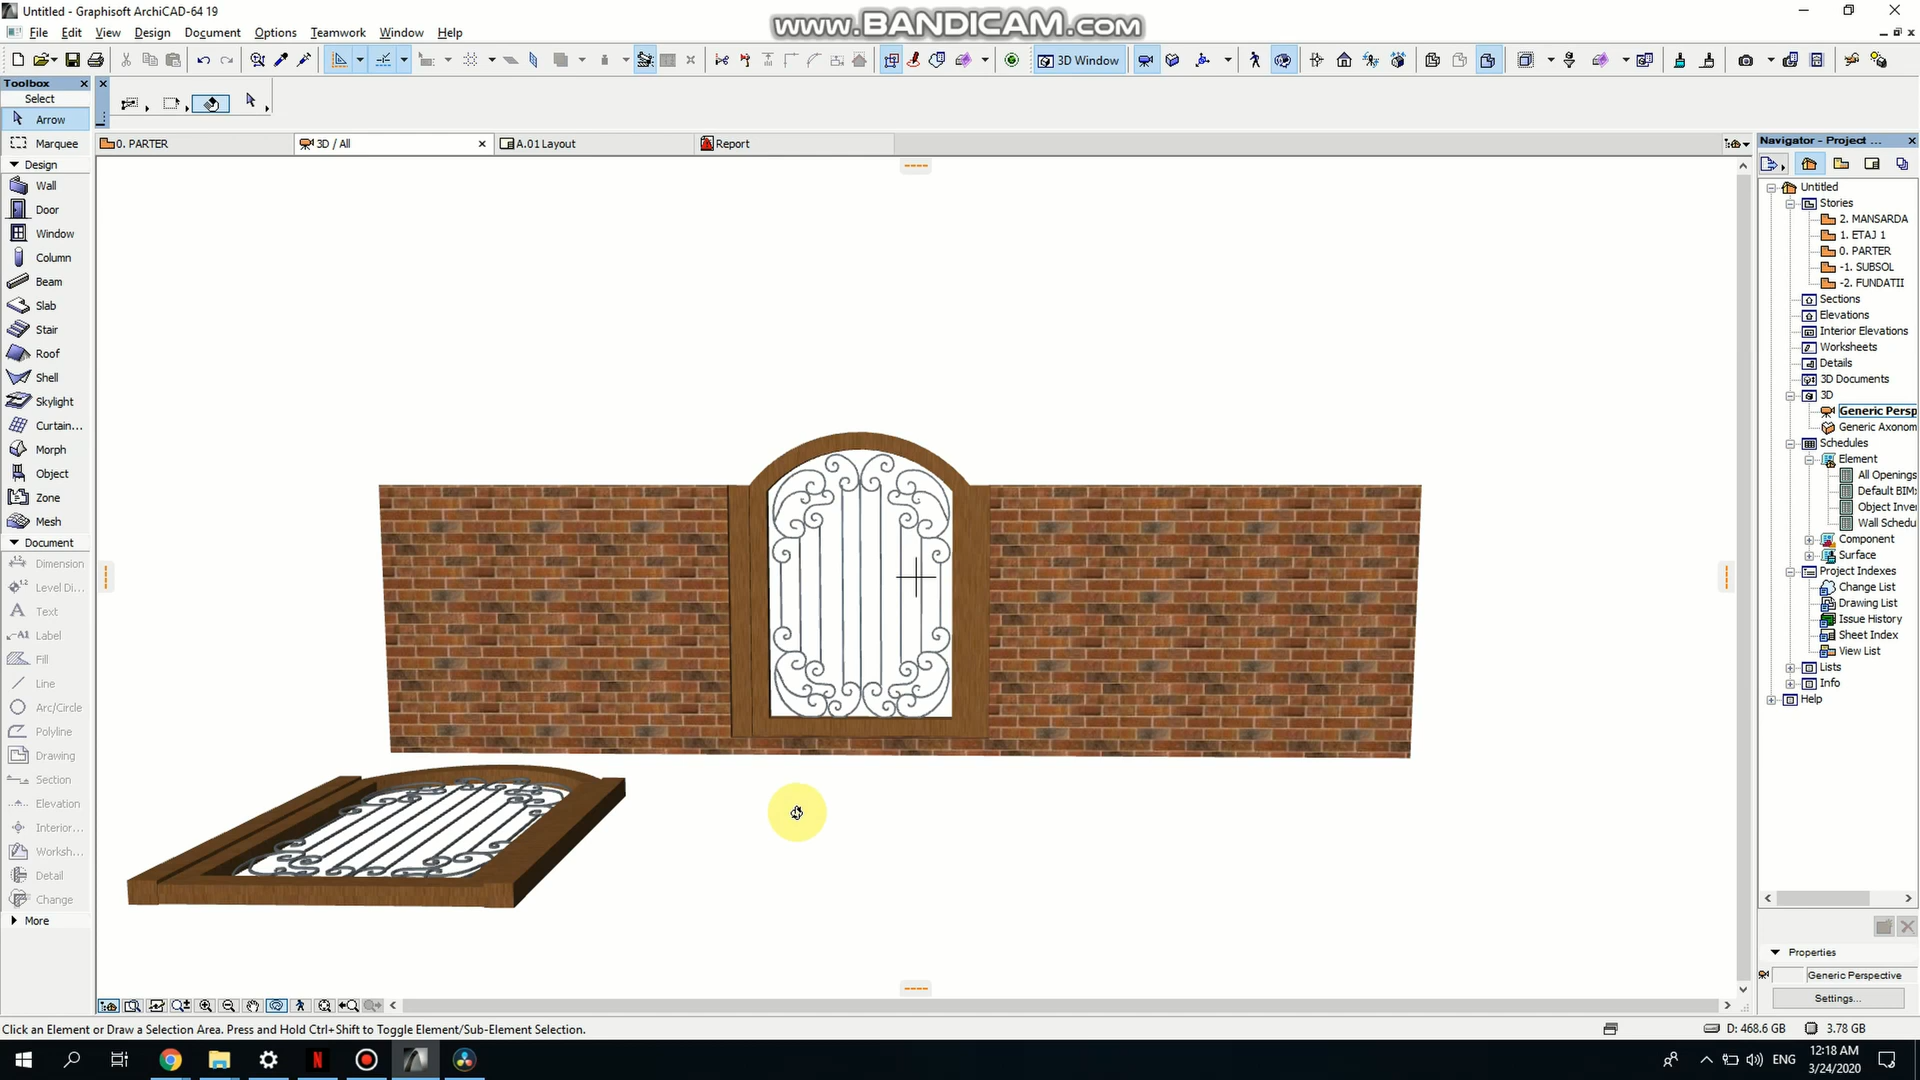 Untitled - Graphisoft ArchiCAD-64 19
www.BANDICAM.com
File Edit View Design Document Options Teamwork Window Help
3D Window
Toolbox
Select
Arrow
Marquee
Design
Wall
Door
Window
Column
Beam
Slab
Stair
Roof
Shell
Skylight
Curtain...
Morph
Object
Zone
Mesh
Document
Dimension
Level Di...
Text
Label
Fill
Line
Arc/Circle
Polyline
Drawing
Section
Elevation
Interior...
Worksh...
Detail
Change
More
0. PARTER
3D / All
A.01 Layout
Report
Navigator - Project ...
Untitled
Stories
2. MANSARDA
1. ETAJ 1
0. PARTER
-1. SUBSOL
-2. FUNDATII
Sections
Elevations
Interior Elevations
Worksheets
Details
3D Documents
3D
Generic Persp
Generic Axonom
Schedules
Element
All Openings
Default BIM
Object Inve
Wall Schedu
Component
Surface
Project Indexes
Change List
Drawing List
Issue History
Sheet Index
View List
Lists
Info
Help
Properties
Generic Perspective
Settings...
Click an Element or Draw a Selection Area. Press and Hold Ctrl+Shift to Toggle Element/Sub-Element Selection.
D: 468.6 GB
3.78 GB
ENG
12:18 AM
3/24/2020